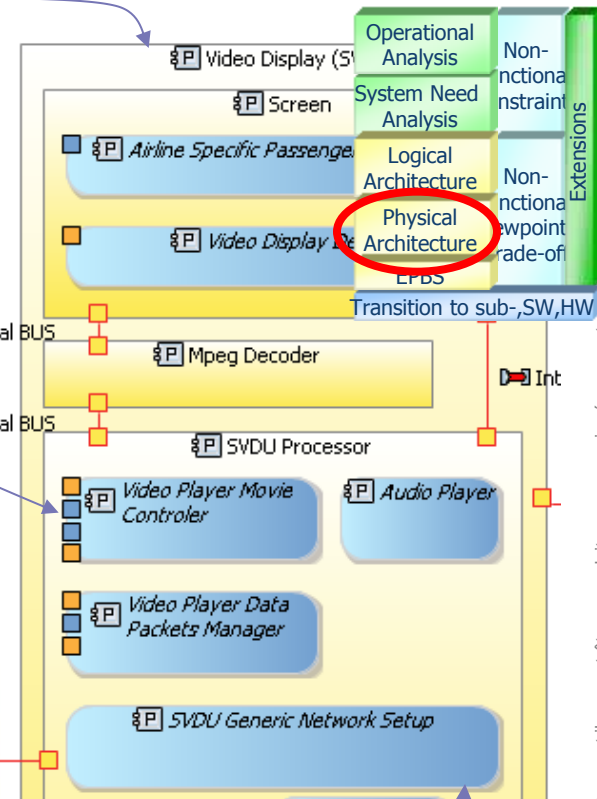 Video Display (S
Screen
Airline Specific Passenge
Video Display De
Operational
Analysis
System Need
Analysis
Logical
Architecture
Physical
Architecture
EPBS
Non-
nctiona
nstraint
Non-
nctiona
ewpoint
rade-off
Extensions
Transition to sub-,SW,HW
al BUS
Mpeg Decoder
Int
al BUS
SVDU Processor
Video Player Movie
Controler
Audio Player
Video Player Data
Packets Manager
SVDU Generic Network Setup